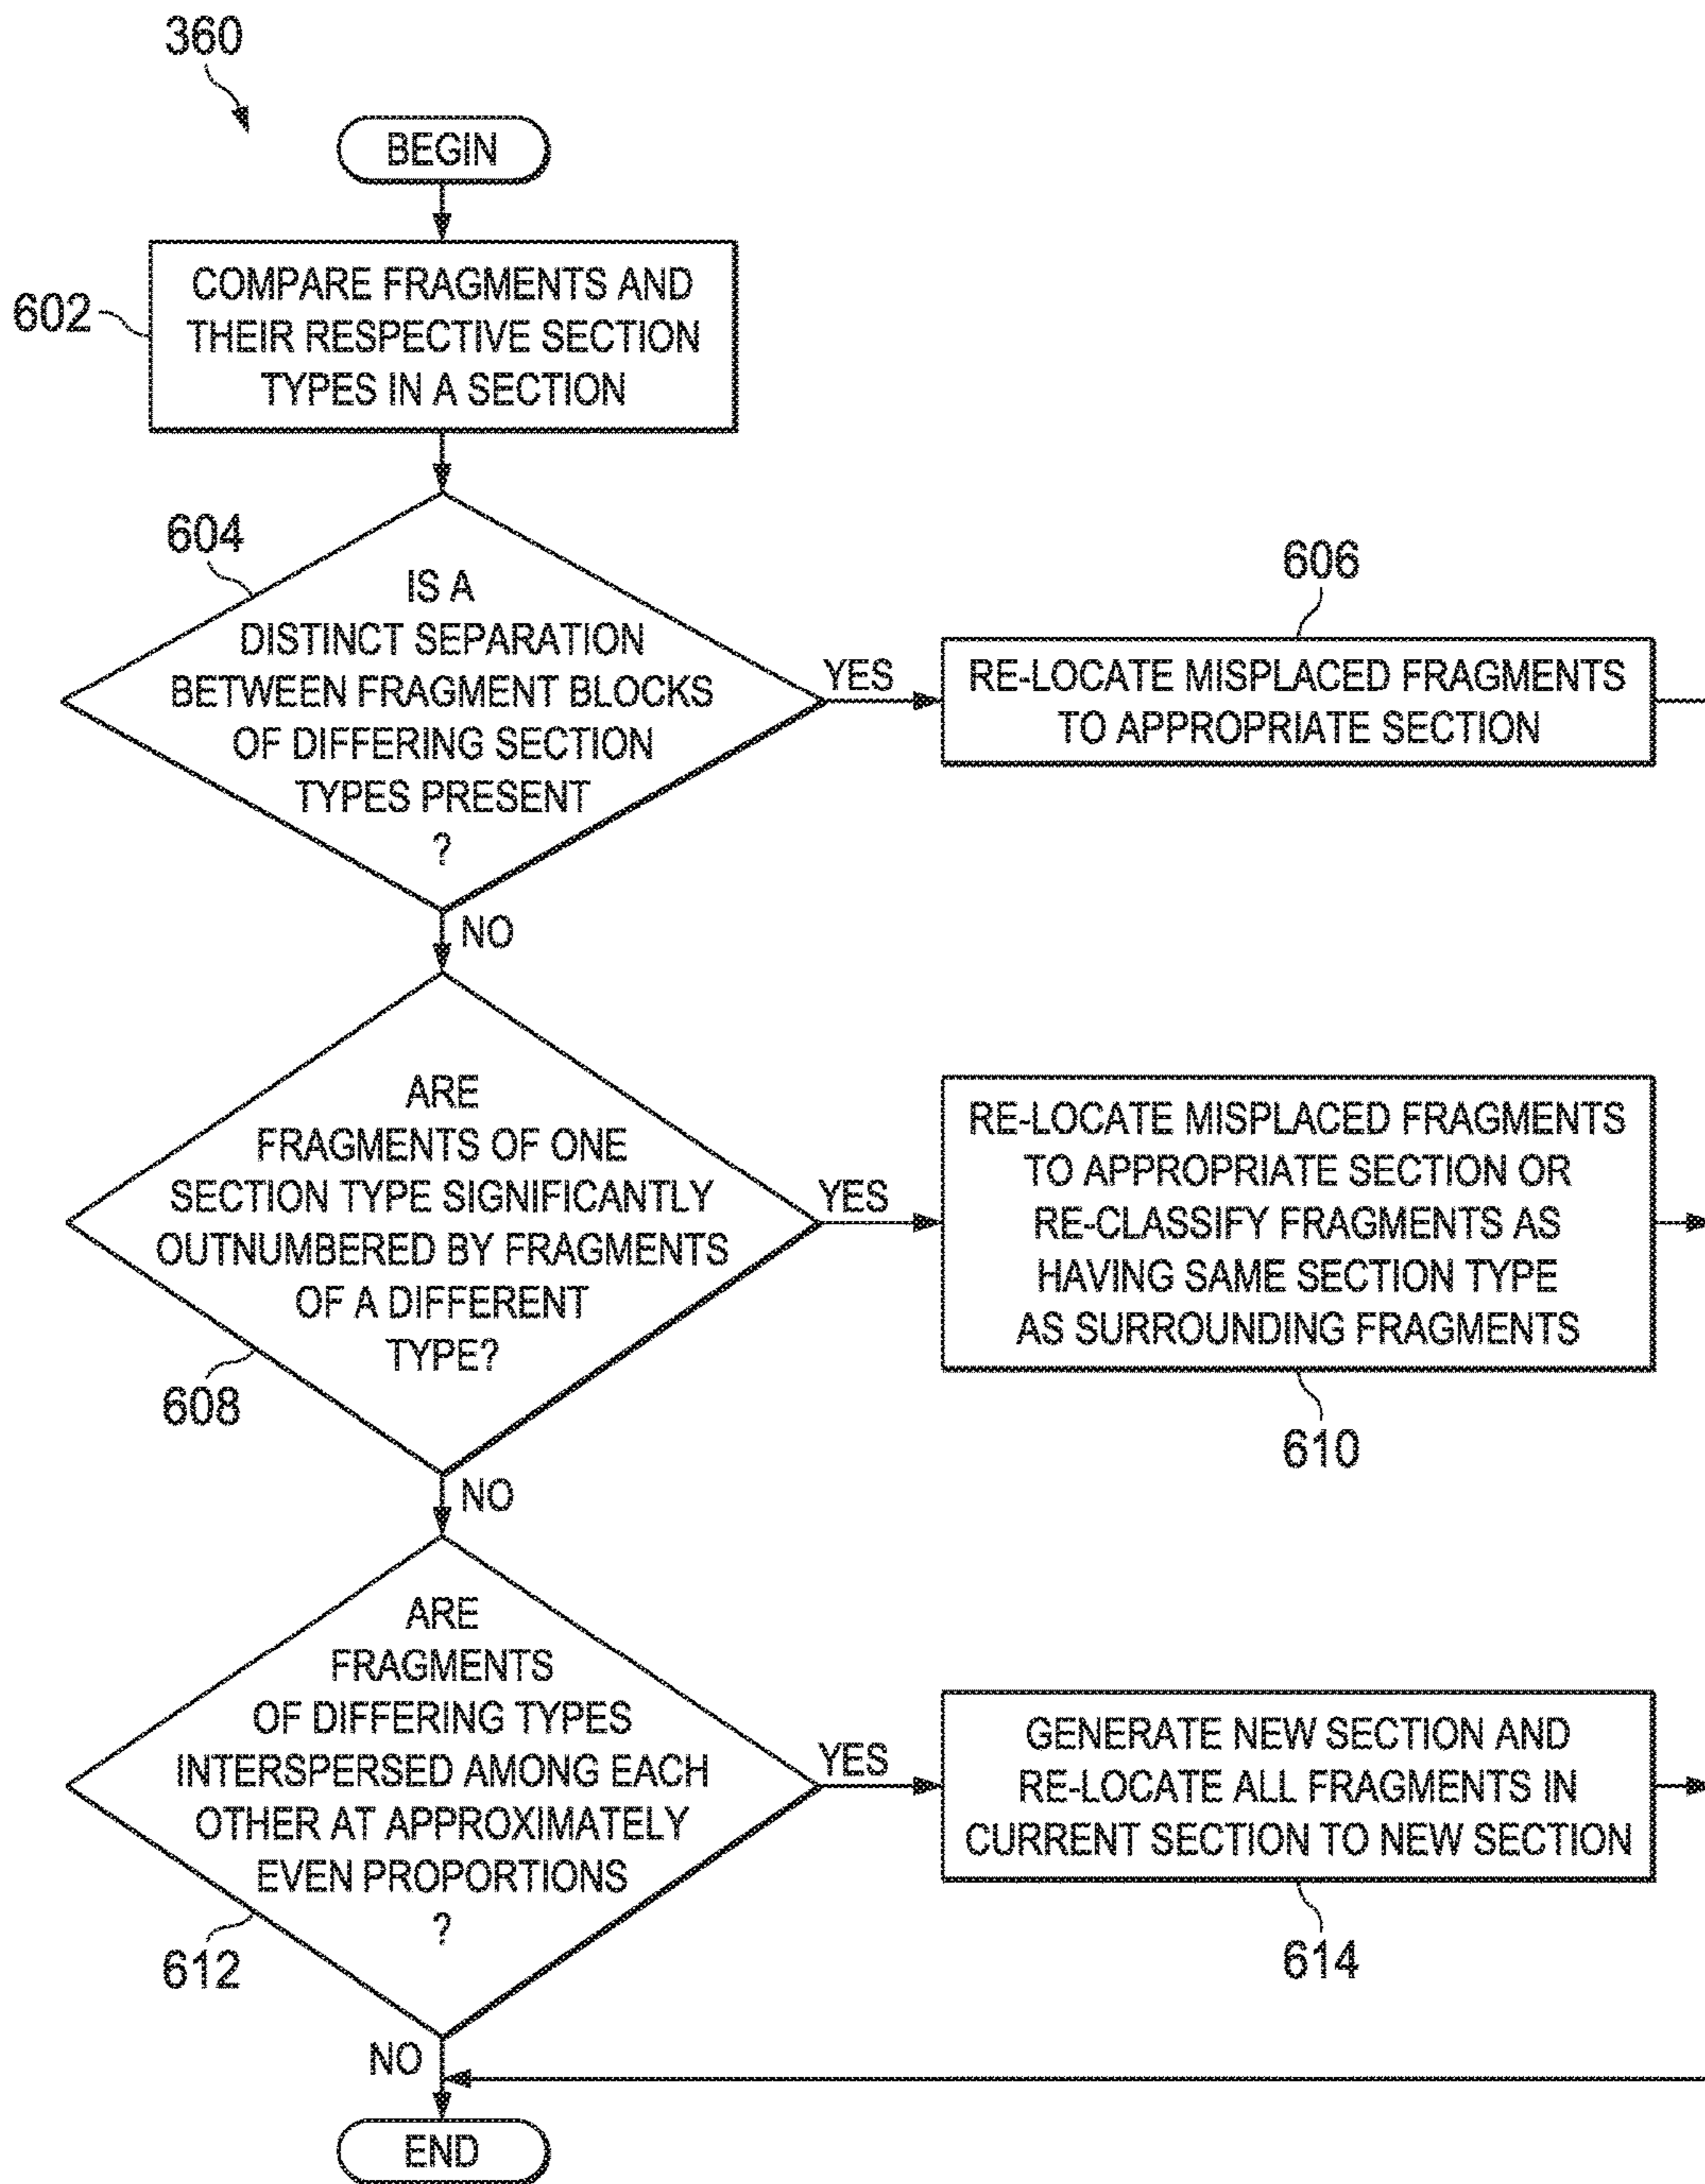 360
BEGIN
602
COMPARE FRAGMENTS AND
THEIR RESPECTIVE SECTION
TYPES IN A SECTION
604
IS A
DISTINCT SEPARATION
BETWEEN FRAGMENT BLOCKS
OF DIFFERING SECTION
TYPES PRESENT
?
YES
606
RE-LOCATE MISPLACED FRAGMENTS
TO APPROPRIATE SECTION
NO
ARE
FRAGMENTS OF ONE
SECTION TYPE SIGNIFICANTLY
OUTNUMBERED BY FRAGMENTS
OF A DIFFERENT
TYPE?
608
YES
RE-LOCATE MISPLACED FRAGMENTS
TO APPROPRIATE SECTION OR
RE-CLASSIFY FRAGMENTS AS
HAVING SAME SECTION TYPE
AS SURROUNDING FRAGMENTS
610
NO
ARE
FRAGMENTS
OF DIFFERING TYPES
INTERSPERSED AMONG EACH
OTHER AT APPROXIMATELY
EVEN PROPORTIONS
?
612
YES
GENERATE NEW SECTION AND
RE-LOCATE ALL FRAGMENTS IN
CURRENT SECTION TO NEW SECTION
614
NO
END